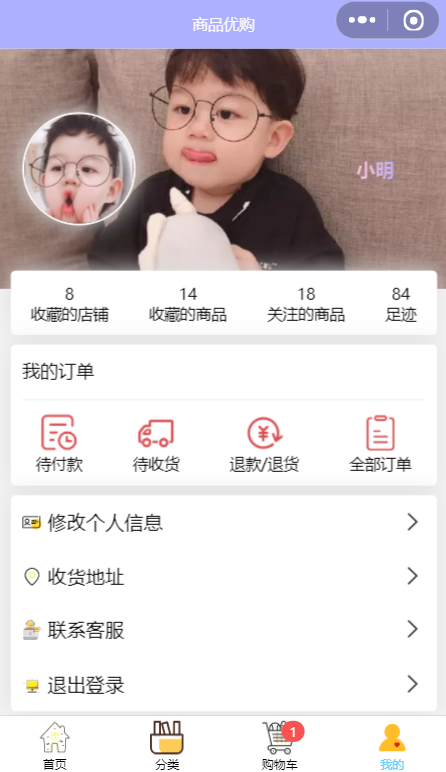 商品优购
小明
8 14 18 84
收藏的店铺 收藏的商品 关注的商品 足迹
我的订单
待付款 待收货 退款/退货 全部订单
修改个人信息
收货地址
联系客服
退出登录
1
首页 分类 购物车 我的